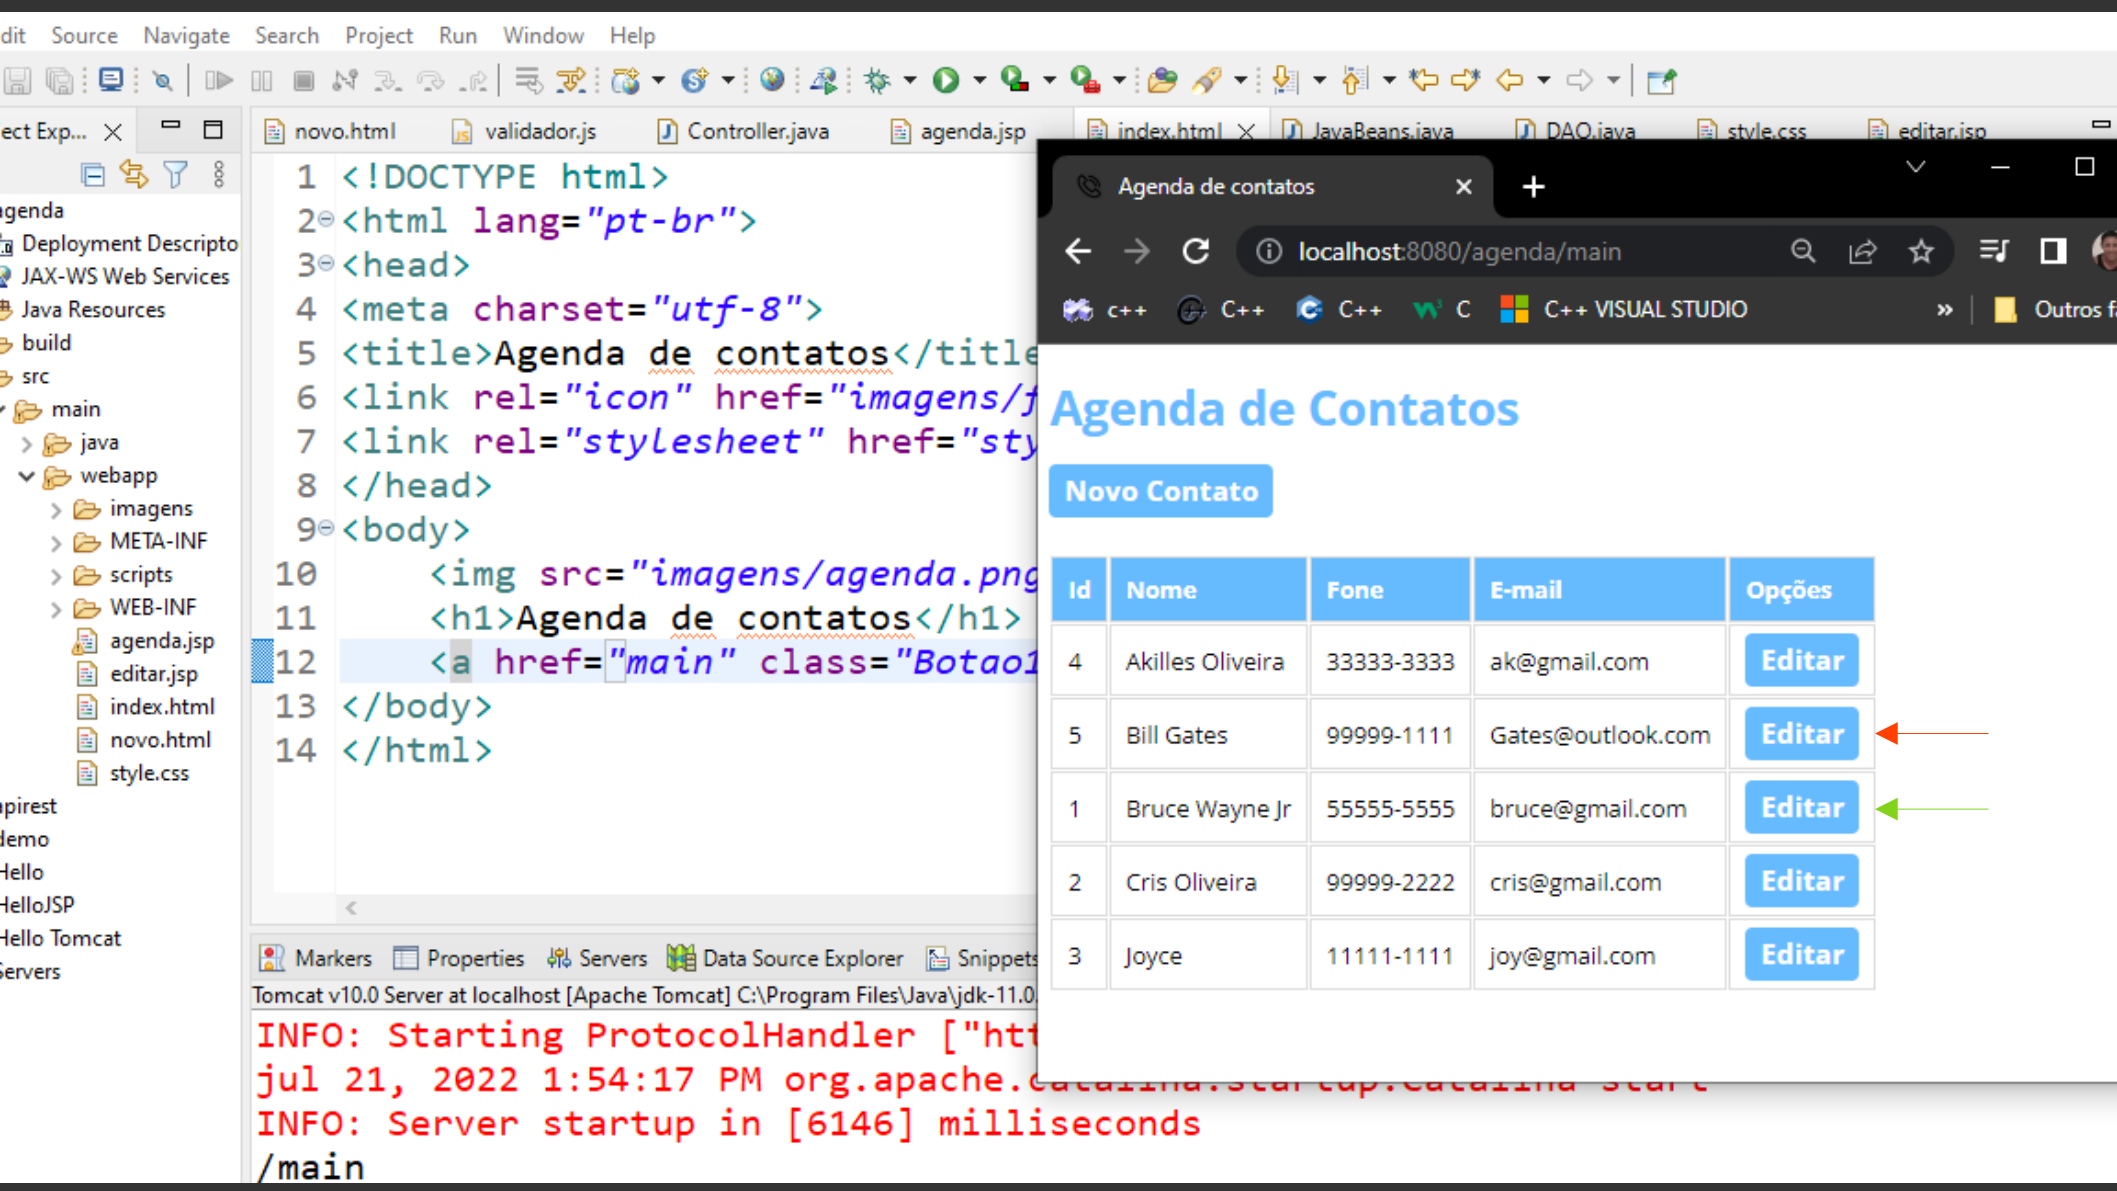 dit Source Navigate Search Project Run Window Help
ect Exp...
novo.html validador.js Controller.java agenda.jsp index.html JavaBeans.java DAO.java style.css editar.jsp
agenda
Deployment Descripto
JAX-WS Web Services
Java Resources
build
src
main
java
webapp
imagens
META-INF
scripts
WEB-INF
agenda.jsp
editar.jsp
index.html
novo.html
style.css
apirest
demo
Hello
HelloJSP
Hello Tomcat
Servers
1 <!DOCTYPE html>
2 <html lang="pt-br">
3 <head>
4 <meta charset="utf-8">
5 <title>Agenda de contatos</title
6 <link rel="icon" href="imagens/f
7 <link rel="stylesheet" href="sty
8 </head>
9 <body>
10 <img src="imagens/agenda.png
11 <h1>Agenda de contatos</h1>
12 <a href="main" class="Botao1
13 </body>
14 </html>
Markers Properties Servers Data Source Explorer Snippets
Tomcat v10.0 Server at localhost [Apache Tomcat] C:\Program Files\Java\jdk-11.0.
INFO: Starting ProtocolHandler ["htt
jul 21, 2022 1:54:17 PM org.apache.catalina.startup.Catalina start
INFO: Server startup in [6146] milliseconds
/main
Agenda de contatos
localhost:8080/agenda/main
c++ C++ C++ C C++ VISUAL STUDIO » Outros fa
Agenda de Contatos
Novo Contato
Id Nome Fone E-mail Opções
4 Akilles Oliveira 33333-3333 ak@gmail.com Editar
5 Bill Gates 99999-1111 Gates@outlook.com Editar
1 Bruce Wayne Jr 55555-5555 bruce@gmail.com Editar
2 Cris Oliveira 99999-2222 cris@gmail.com Editar
3 Joyce 11111-1111 joy@gmail.com Editar